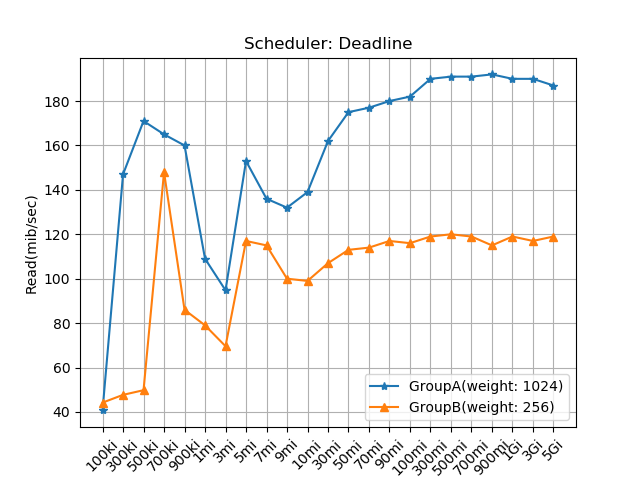 Scheduler: Deadline
Read(mib/sec)
180
160
140
120
100
80
60
40
GroupA(weight: 1024)
GroupB(weight: 256)
100ki
300ki
500ki
700ki
900ki
1mi
3mi
5mi
7mi
9mi
10mi
30mi
50mi
70mi
90mi
100mi
300mi
500mi
700mi
900mi
1Gi
3Gi
5Gi